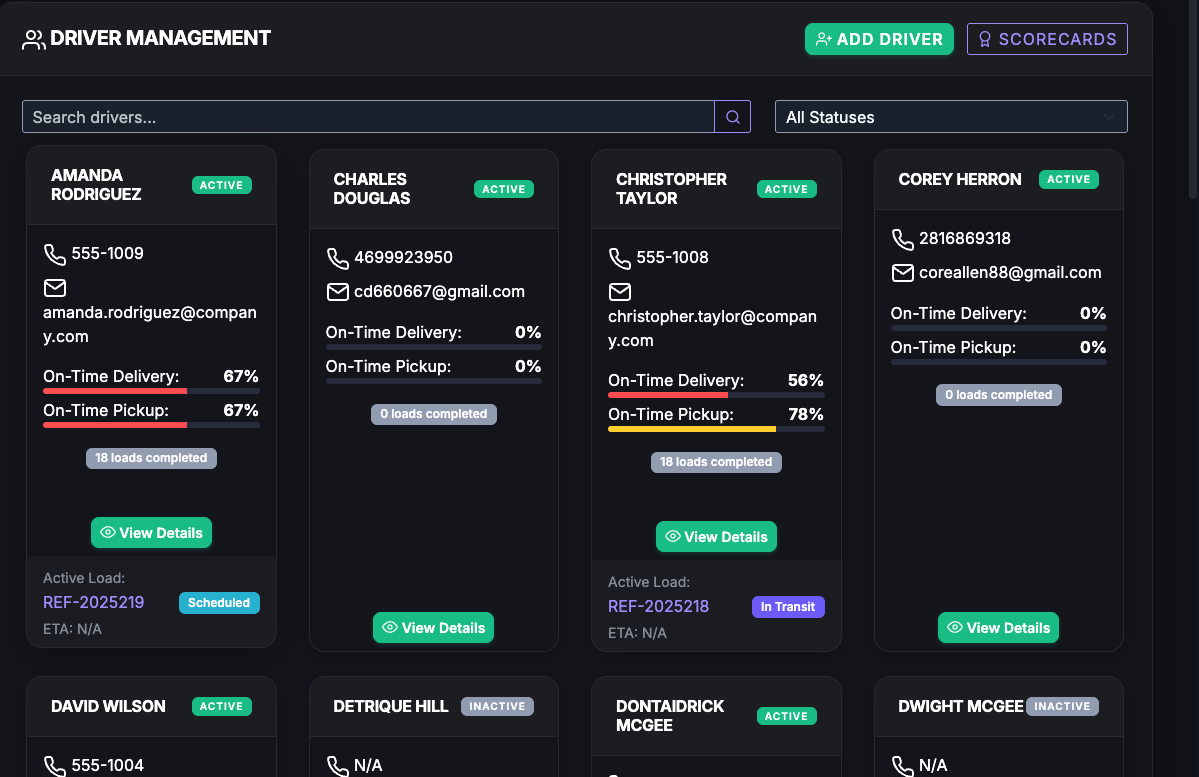 DRIVER MANAGEMENT
ADD DRIVER
SCORECARDS
Search drivers...
All Statuses
AMANDA
RODRIGUEZ
ACTIVE
555-1009
amanda.rodriguez@compan
y.com
On-Time Delivery: 67%
On-Time Pickup: 67%
18 loads completed
View Details
Active Load:
REF-2025219
Scheduled
ETA: N/A
CHARLES
DOUGLAS
ACTIVE
4699923950
cd660667@gmail.com
On-Time Delivery: 0%
On-Time Pickup: 0%
0 loads completed
View Details
CHRISTOPHER
TAYLOR
ACTIVE
555-1008
christopher.taylor@compan
y.com
On-Time Delivery: 56%
On-Time Pickup: 78%
18 loads completed
View Details
Active Load:
REF-2025218
In Transit
ETA: N/A
COREY HERRON
ACTIVE
2816869318
coreallen88@gmail.com
On-Time Delivery: 0%
On-Time Pickup: 0%
0 loads completed
View Details
DAVID WILSON
ACTIVE
555-1004
DETRIQUE HILL
INACTIVE
N/A
DONTAIDRICK
MCGEE
ACTIVE
DWIGHT MCGEE
INACTIVE
N/A